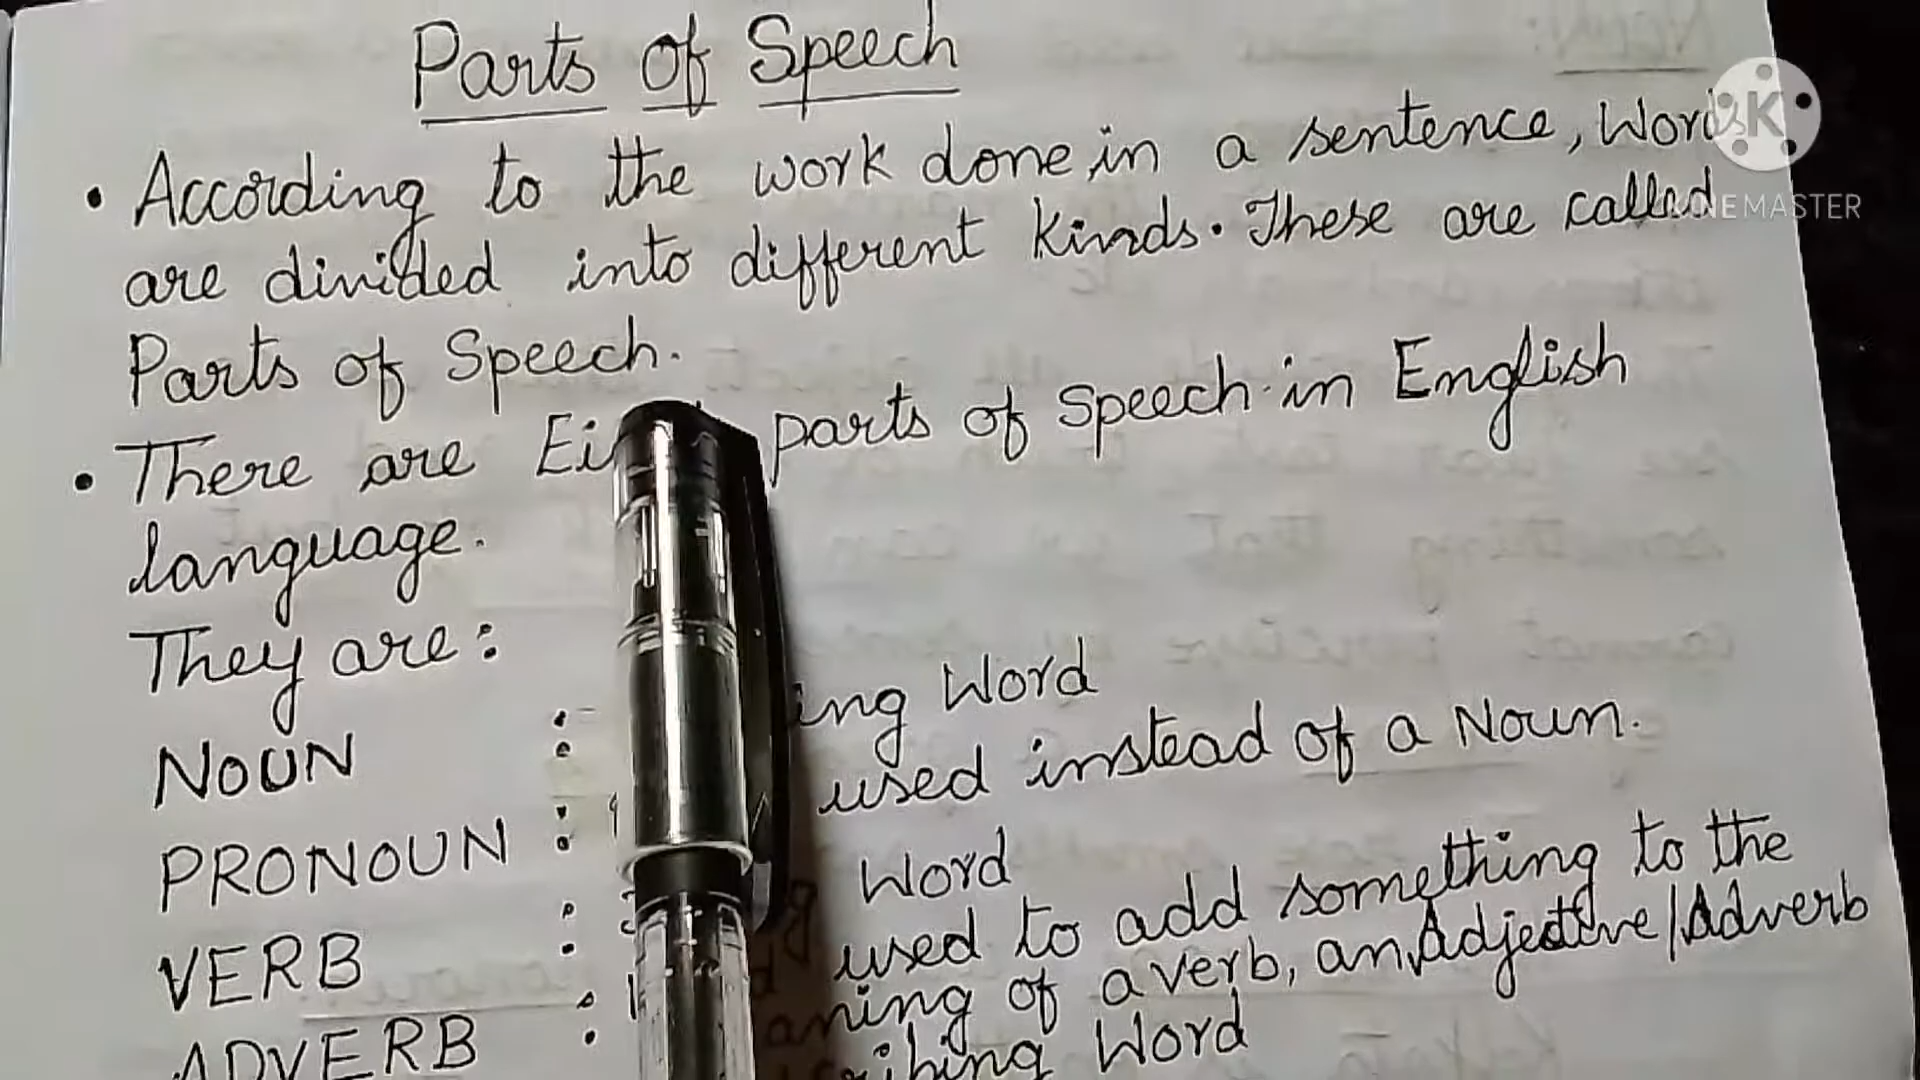 Parts of Speech
• According to the work done in a sentence, Words
are divided into different kinds. These are called
Parts of Speech.
• There are parts of Speech in English
language.
They are:
NOUN : Word
PRONOUN : used instead of a Noun.
VERB : Word
ADVERB : used to add something to the
of a verb, an Adjective/Adverb
Word
KINEMASTER